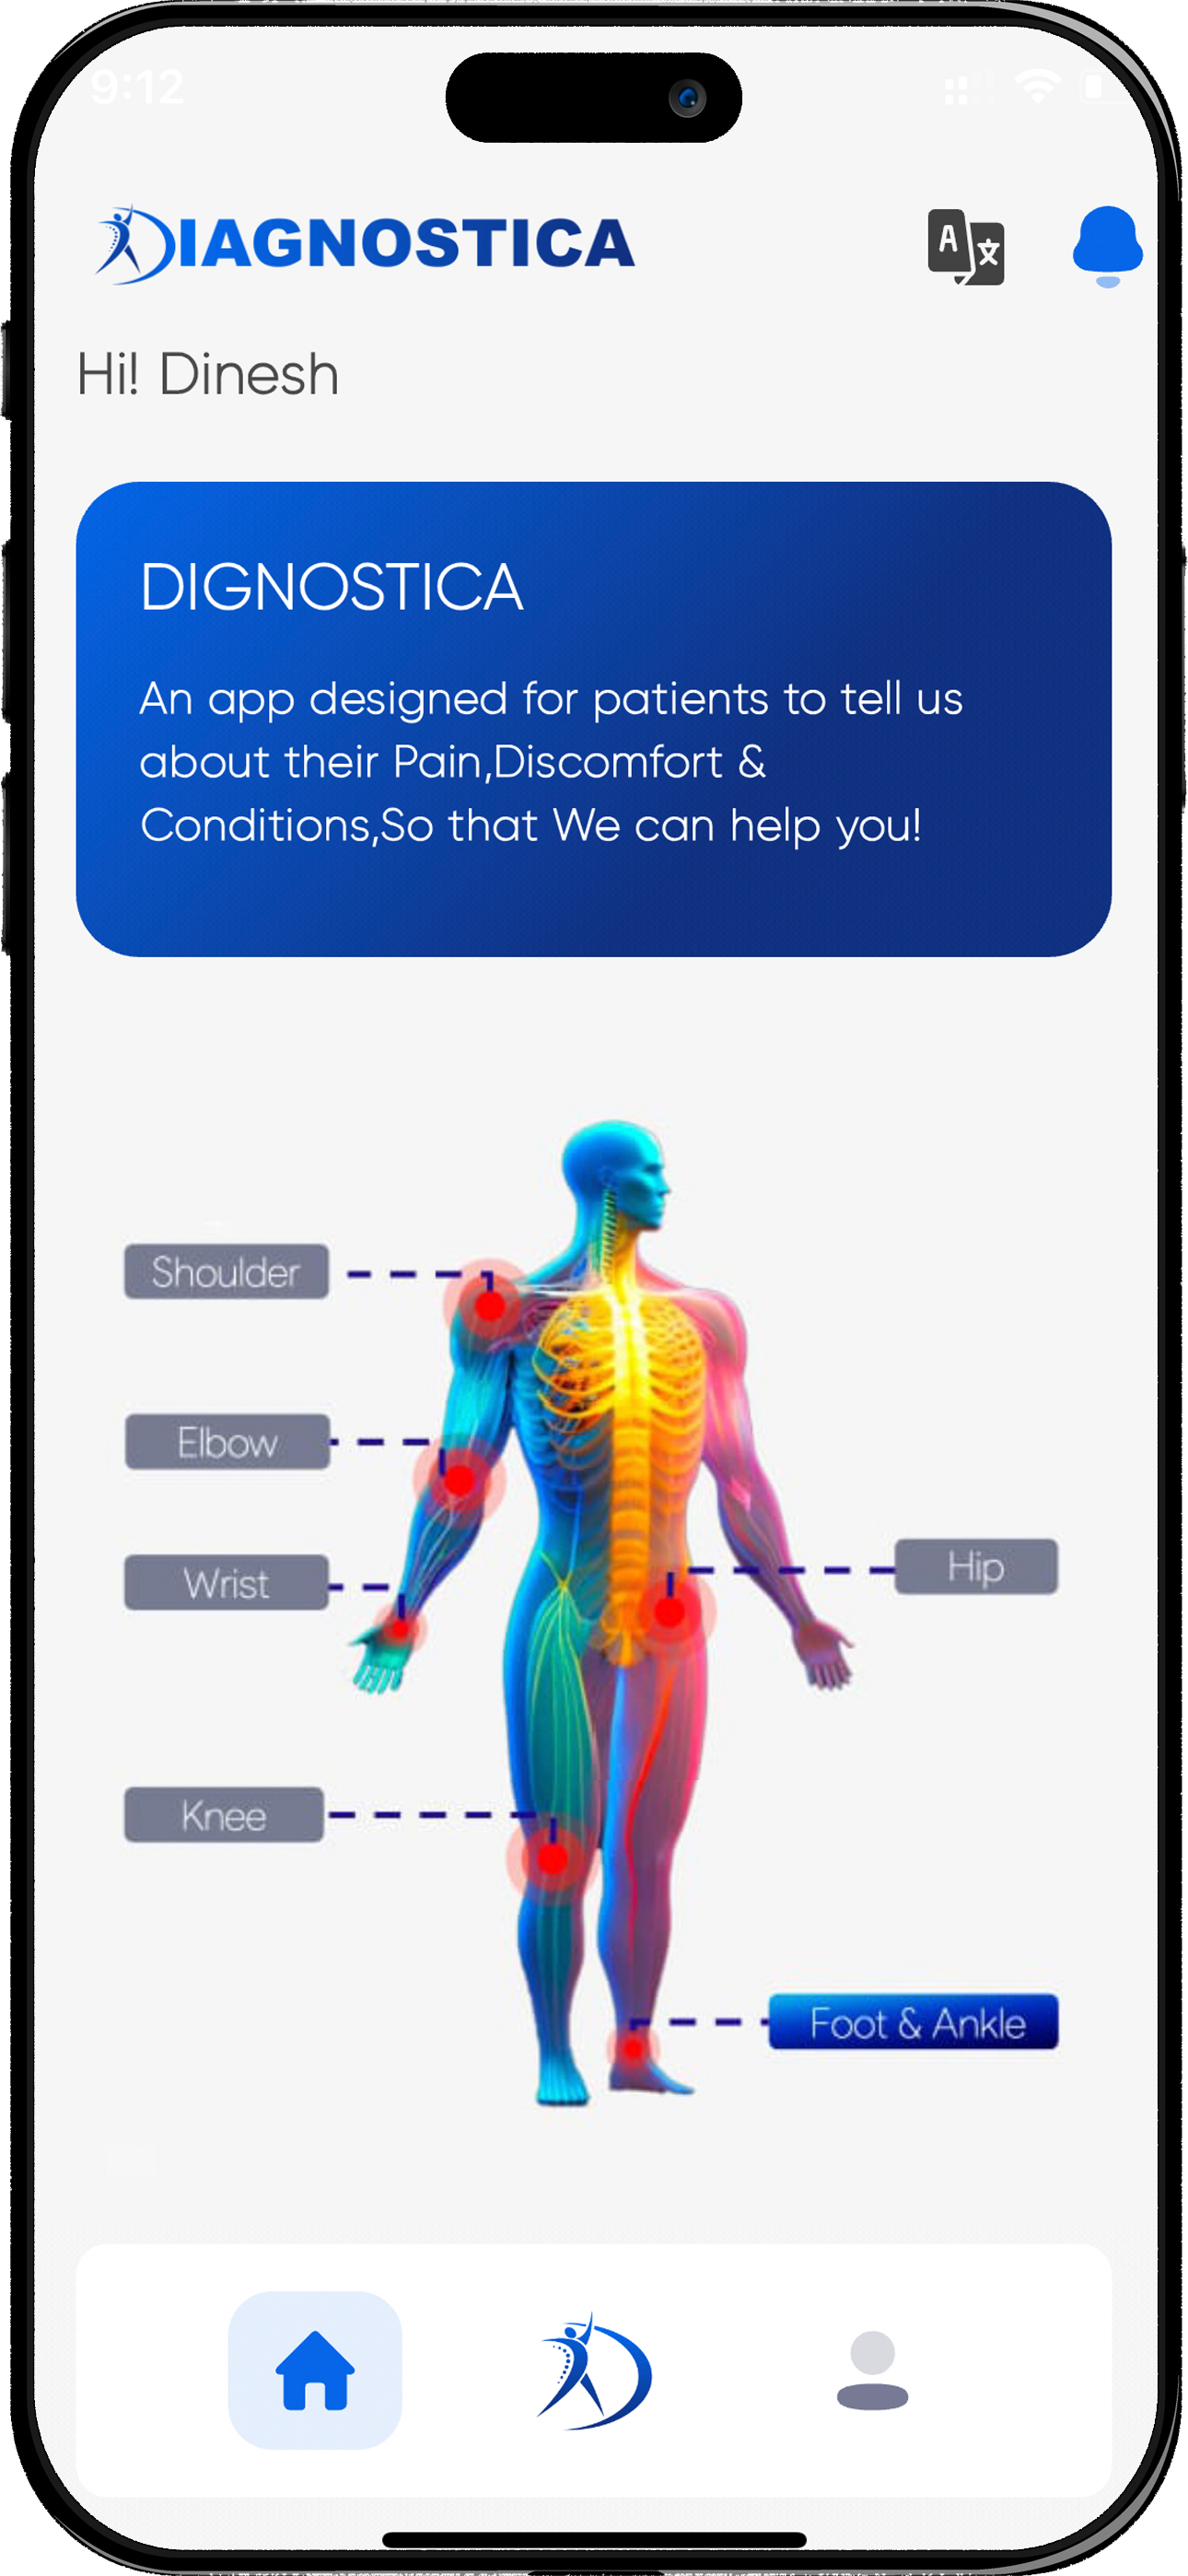 9:12
DIAGNOSTICA
Hi! Dinesh
DIGNOSTICA
An app designed for patients to tell us
about their Pain,Discomfort &
Conditions,So that We can help you!
Shoulder
Elbow
Wrist
Hip
Knee
Foot & Ankle